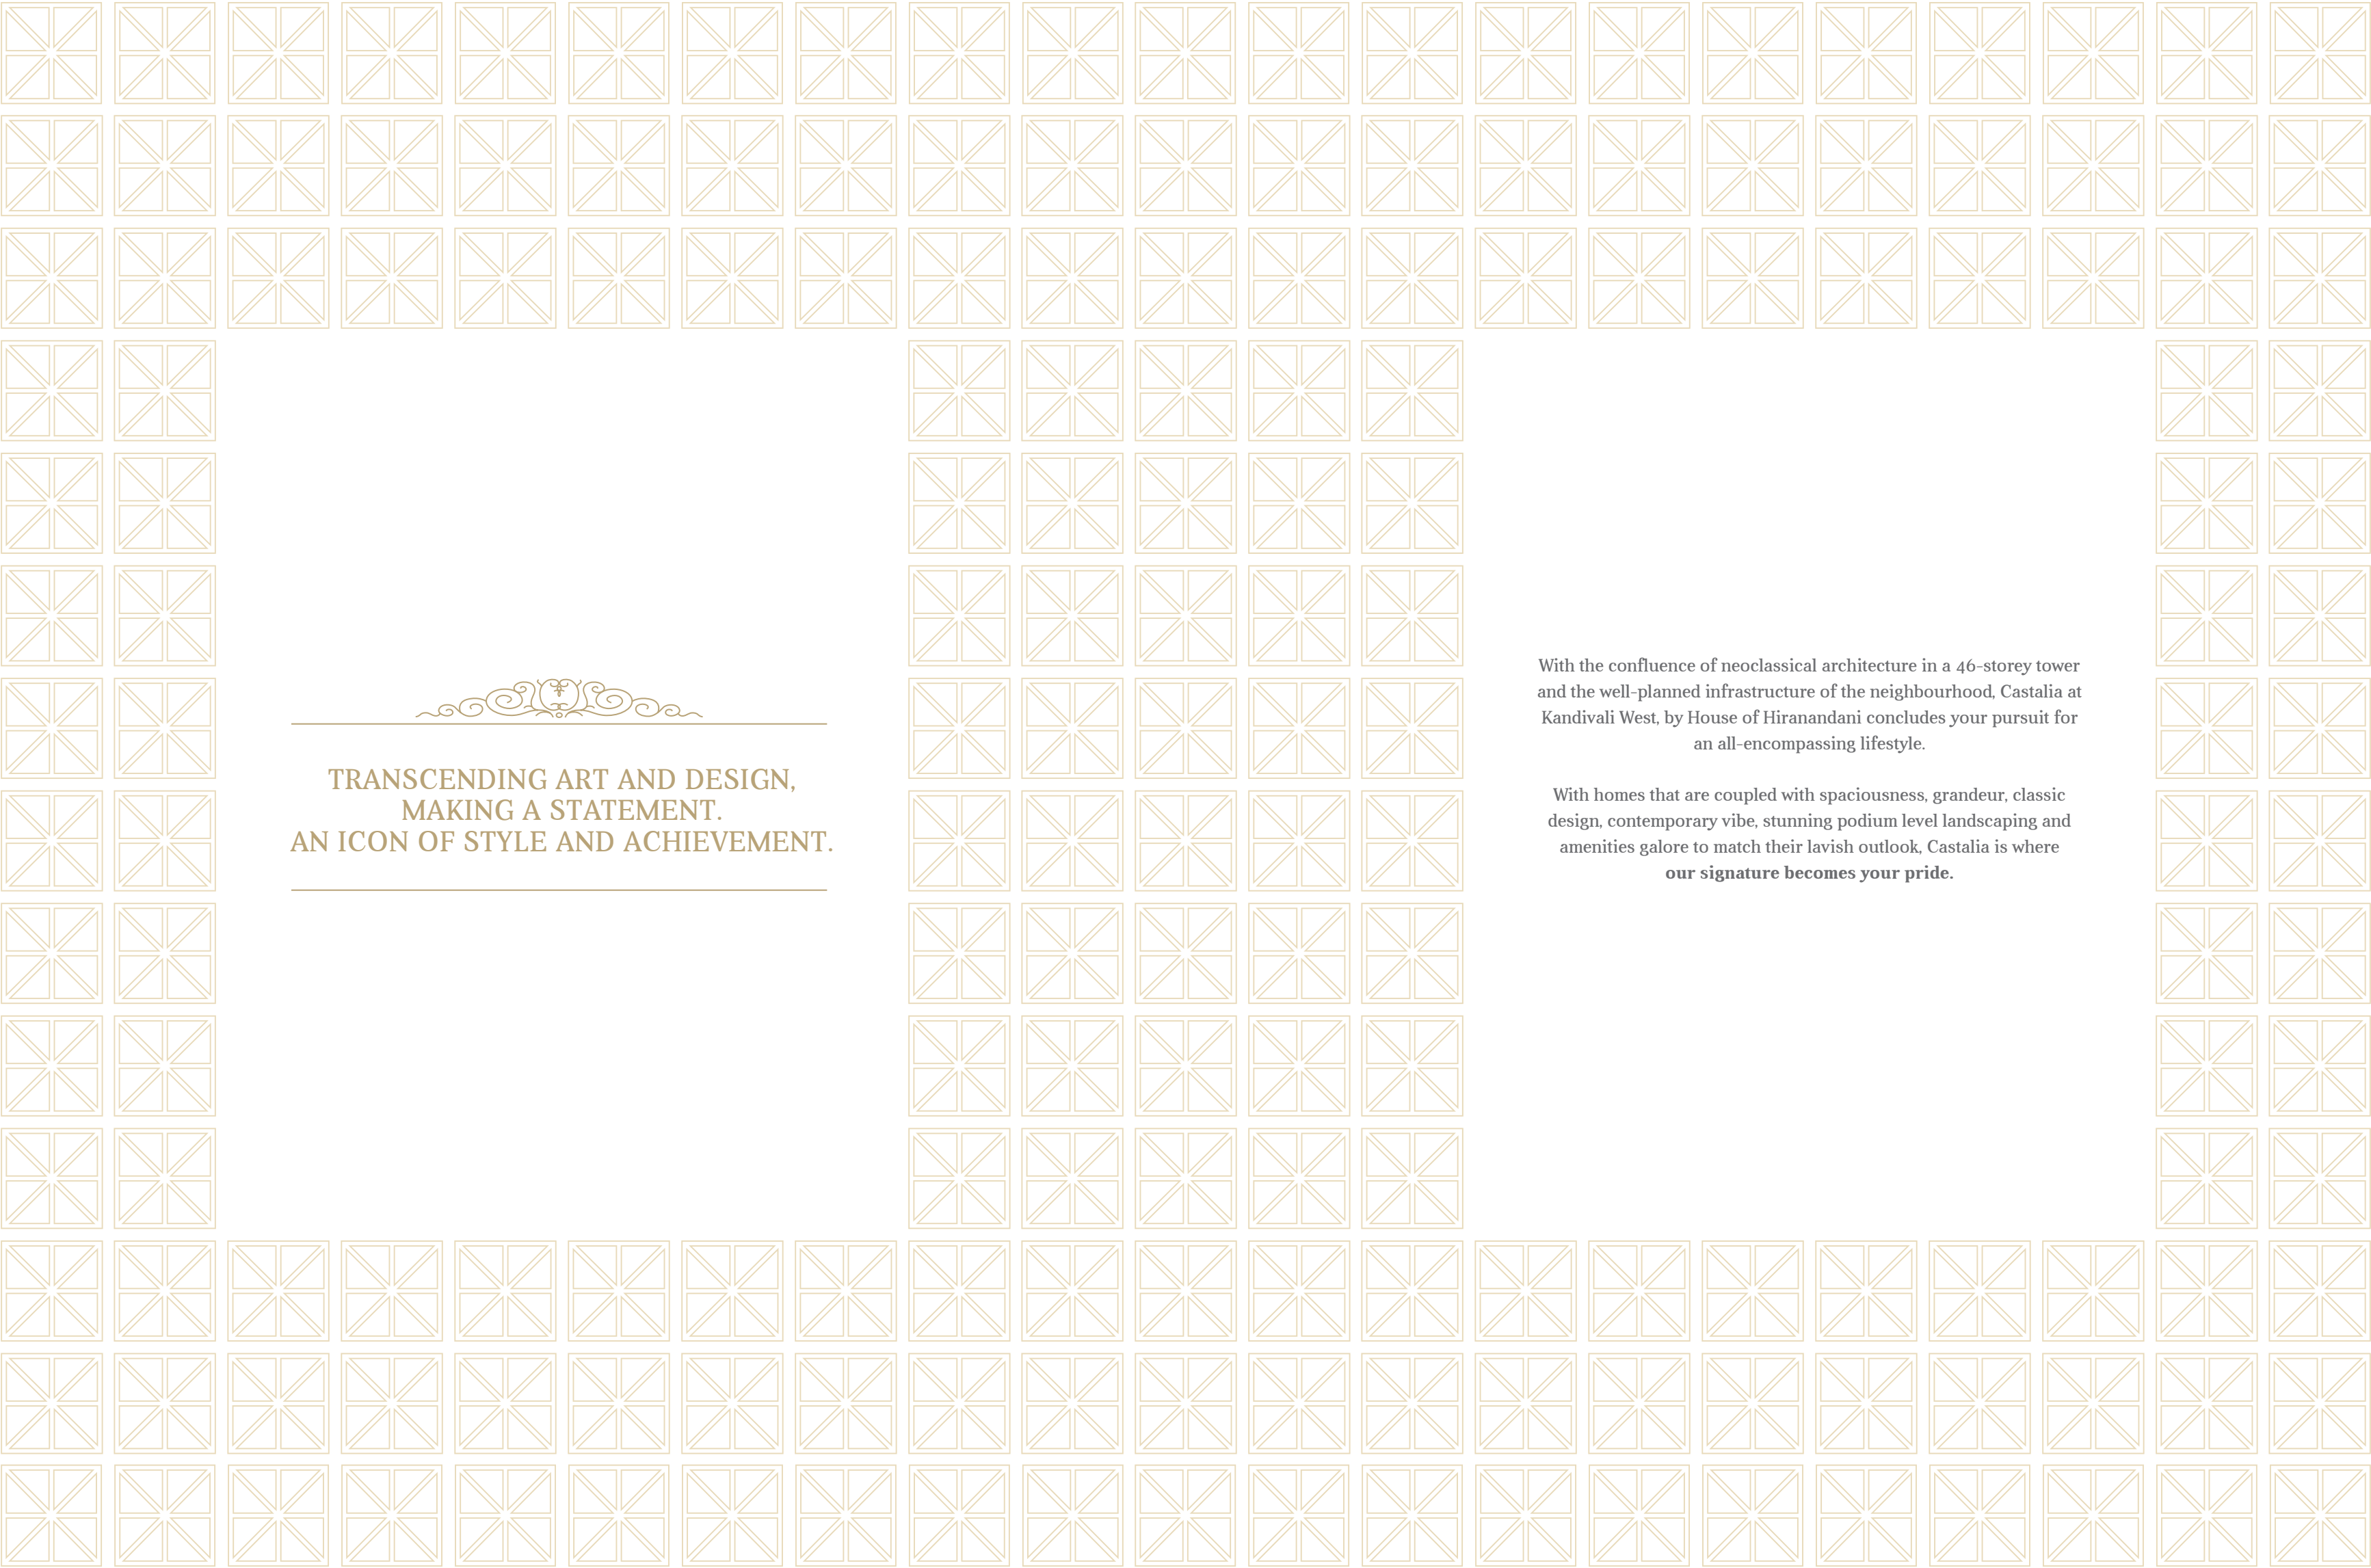 TRANSCENDING ART AND DESIGN,
MAKING A STATEMENT.
AN ICON OF STYLE AND ACHIEVEMENT.
With the confluence of neoclassical architecture in a 46-storey tower
and the well-planned infrastructure of the neighbourhood, Castalia at
Kandivali West, by House of Hiranandani concludes your pursuit for
an all-encompassing lifestyle.
With homes that are coupled with spaciousness, grandeur, classic
design, contemporary vibe, stunning podium level landscaping and
amenities galore to match their lavish outlook, Castalia is where
our signature becomes your pride.